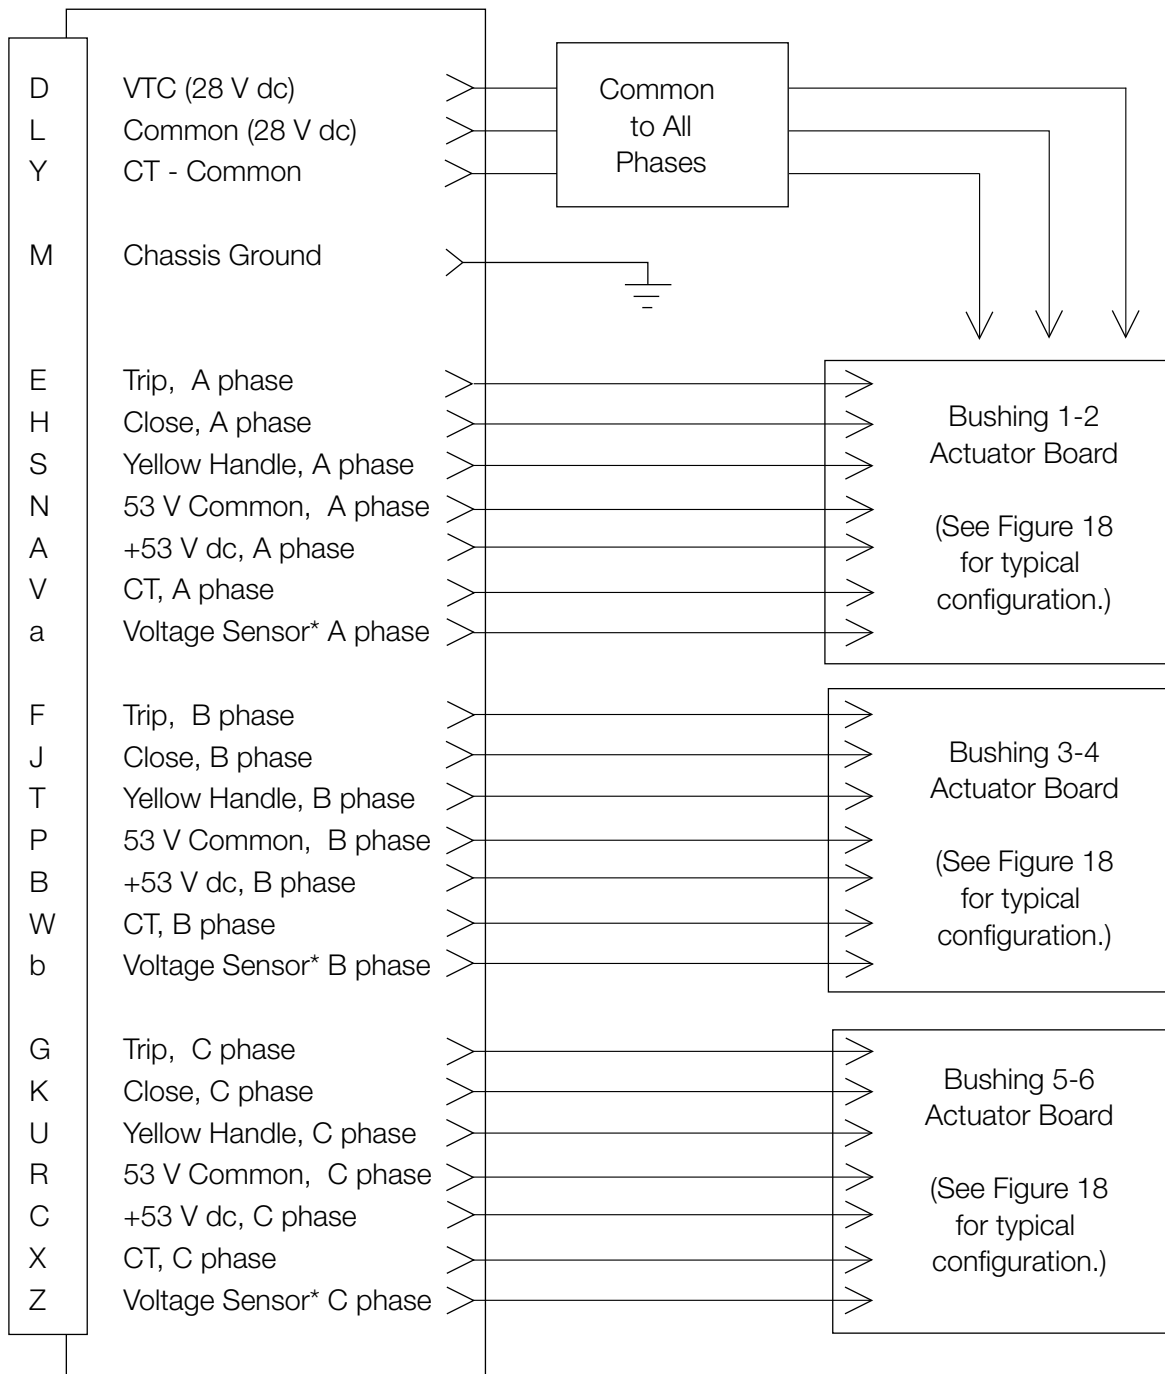 D VTC (28 V dc)
L Common (28 V dc)
Y CT - Common
Common
to All
Phases
M Chassis Ground
E Trip, A phase
H Close, A phase
S Yellow Handle, A phase
N 53 V Common, A phase
A +53 V dc, A phase
V CT, A phase
a Voltage Sensor* A phase
Bushing 1-2
Actuator Board
(See Figure 18
for typical
configuration.)
F Trip, B phase
J Close, B phase
T Yellow Handle, B phase
P 53 V Common, B phase
B +53 V dc, B phase
W CT, B phase
b Voltage Sensor* B phase
Bushing 3-4
Actuator Board
(See Figure 18
for typical
configuration.)
G Trip, C phase
K Close, C phase
U Yellow Handle, C phase
R 53 V Common, C phase
C +53 V dc, C phase
X CT, C phase
Z Voltage Sensor* C phase
Bushing 5-6
Actuator Board
(See Figure 18
for typical
configuration.)